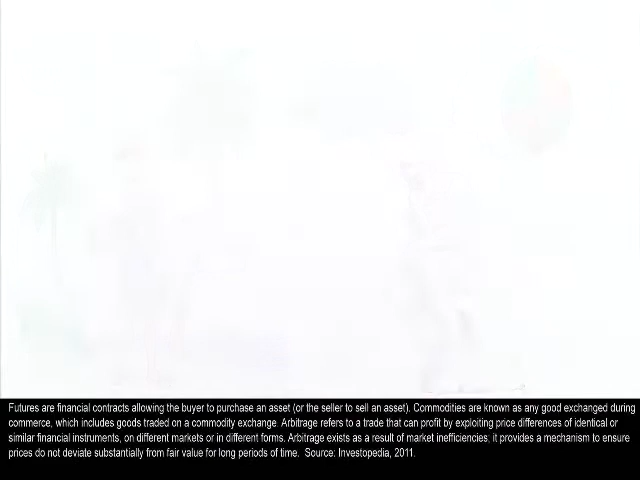 Futures are financial contracts allowing the buyer to purchase an asset (or the seller to sell an asset). Commodities are known as any good exchanged during
commerce, which includes goods traded on a commodity exchange. Arbitrage refers to a trade that can profit by exploiting price differences of identical or
similar financial instruments, on different markets or in different forms. Arbitrage exists as a result of market inefficiencies; it provides a mechanism to ensure
prices do not deviate substantially from fair value for long periods of time. Source: Investopedia, 2011.